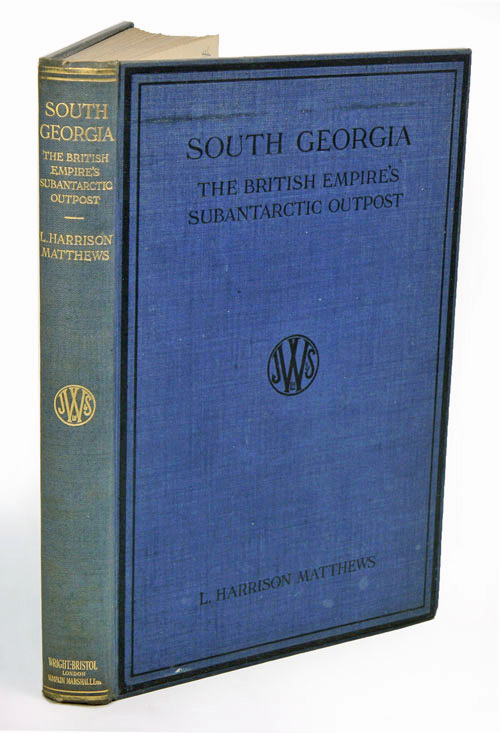 SOUTH
GEORGIA
THE BRITISH
EMPIRE'S
SUBANTARCTIC
OUTPOST
L. HARRISON
MATTHEWS
JWS
WRIGHT-BRISTOL
LONDON
SIMPKIN MARSHALL LTD.
SOUTH GEORGIA
THE BRITISH EMPIRE'S
SUBANTARCTIC OUTPOST
JWS
L. HARRISON MATTHEWS